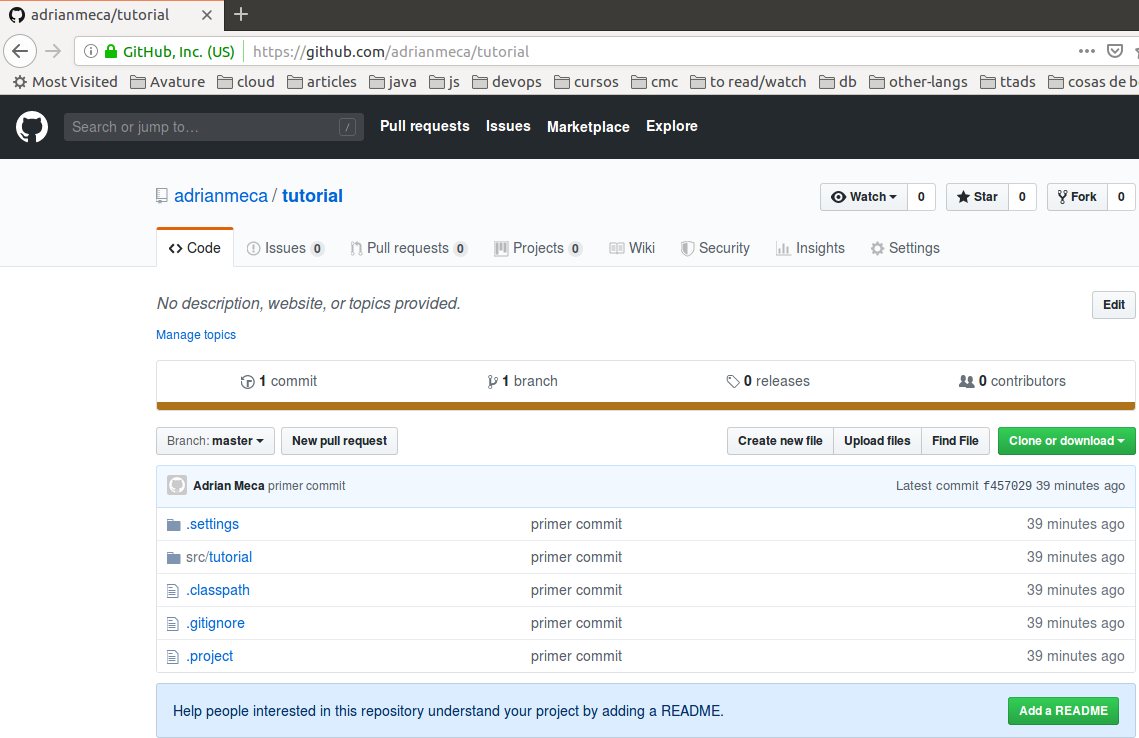 adrianmeca/tutorial
GitHub, Inc. (US) https://github.com/adrianmeca/tutorial
Most Visited Avature cloud articles java js devops cursos cmc to read/watch db other-langs ttads cosas de b
Search or jump to… / Pull requests Issues Marketplace Explore
adrianmeca / tutorial Watch 0 Star 0 Fork 0
Code Issues 0 Pull requests 0 Projects 0 Wiki Security Insights Settings
No description, website, or topics provided. Edit
Manage topics
1 commit 1 branch 0 releases 0 contributors
Branch: master New pull request Create new file Upload files Find File Clone or download
Adrian Meca primer commit Latest commit f457029 39 minutes ago
.settings primer commit 39 minutes ago
src/tutorial primer commit 39 minutes ago
.classpath primer commit 39 minutes ago
.gitignore primer commit 39 minutes ago
.project primer commit 39 minutes ago
Help people interested in this repository understand your project by adding a README. Add a README